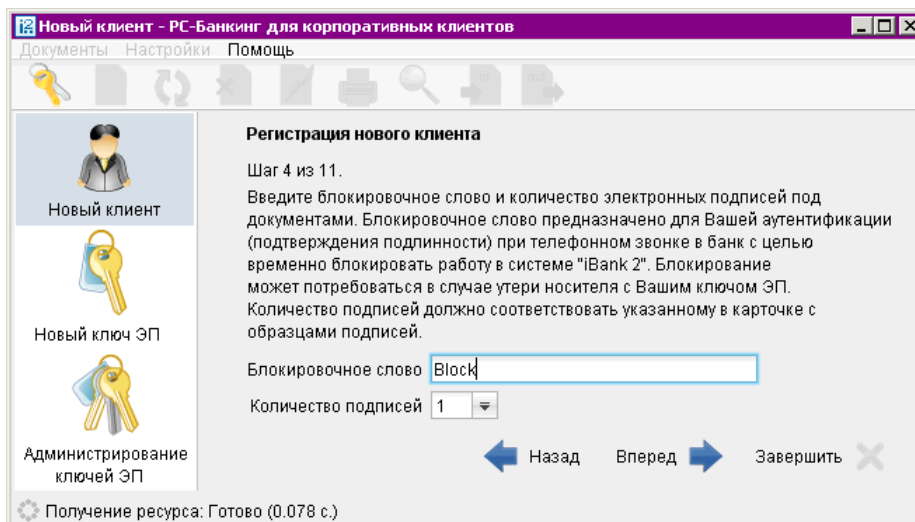 Новый клиент - РС-Банкинг для корпоративных клиентов
Документы Настройки Помощь
in out
Новый клиент
Новый ключ ЭП
Администрирование
ключей ЭП
Регистрация нового клиента
Шаг 4 из 11.
Введите блокировочное слово и количество электронных подписей под
документами. Блокировочное слово предназначено для Вашей аутентификации
(подтверждения подлинности) при телефонном звонке в банк с целью
временно блокировать работу в системе "iBank 2". Блокирование
может потребоваться в случае утери носителя с Вашим ключом ЭП.
Количество подписей должно соответствовать указанному в карточке с
образцами подписей.
Блокировочное слово Block
Количество подписей 1
Назад Вперед Завершить
Получение ресурса: Готово (0.078 с.)